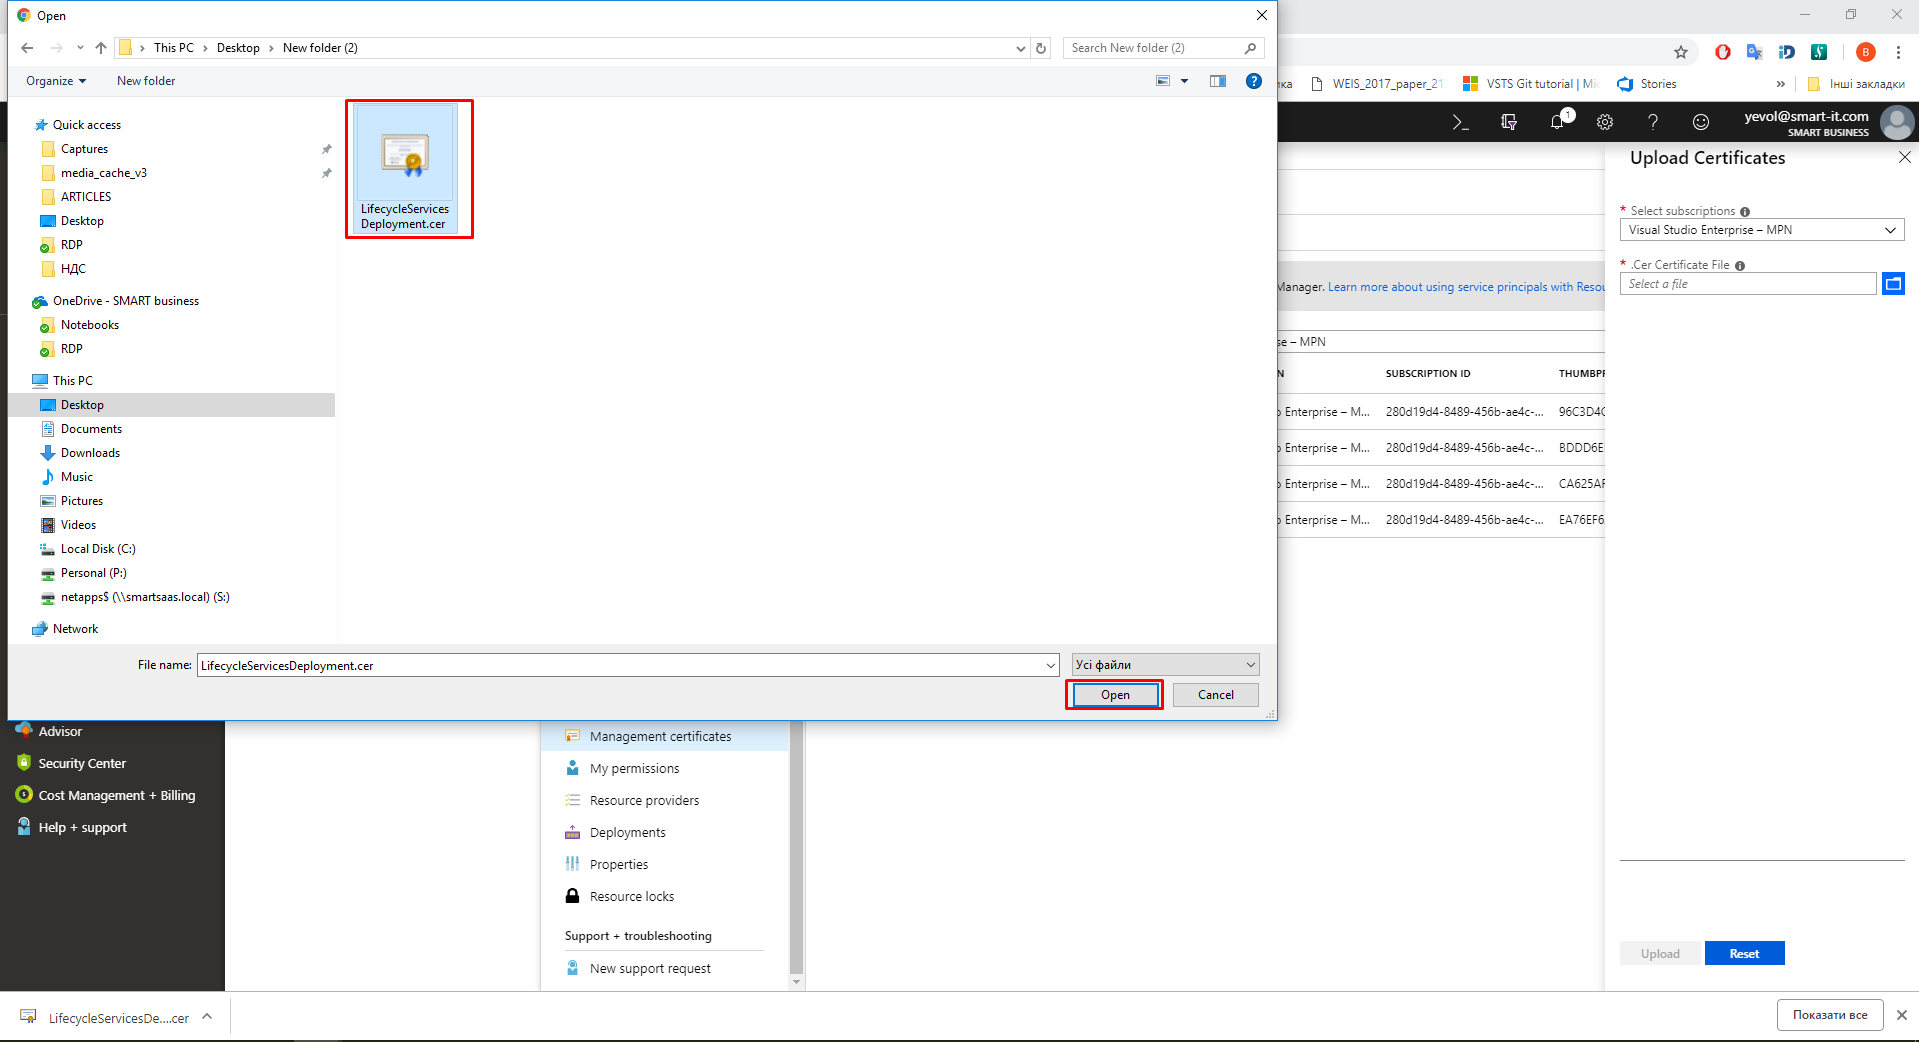 Open
This PC
Desktop
New folder (2)
Search New folder (2)
Organize
New folder
Quick access
Captures
media_cache_v3
ARTICLES
Desktop
RDP
НДС
OneDrive - SMART business
Notebooks
RDP
This PC
Desktop
Documents
Downloads
Music
Pictures
Videos
Local Disk (C:)
Personal (P:)
netapps$ (\\smartsaas.local) (S:)
Network
LifecycleServices
Deployment.cer
File name:
LifecycleServicesDeployment.cer
Усі файли
Open
Cancel
B
WEIS_2017_paper_21
VSTS Git tutorial | Mi
Stories
»
Інші закладки
1
yevol@smart-it.com
SMART BUSINESS
Upload Certificates
* Select subscriptions
Visual Studio Enterprise – MPN
* .Cer Certificate File
Select a file
Manager. Learn more about using service principals with Resou
se – MPN
N SUBSCRIPTION ID THUMBPR
o Enterprise – M... 280d19d4-8489-456b-ae4c-... 96C3D4C
o Enterprise – M... 280d19d4-8489-456b-ae4c-... BDDD6E
o Enterprise – M... 280d19d4-8489-456b-ae4c-... CA625AF
o Enterprise – M... 280d19d4-8489-456b-ae4c-... EA76EF6
Advisor
Security Center
Cost Management + Billing
Help + support
Management certificates
My permissions
Resource providers
Deployments
Properties
Resource locks
Support + troubleshooting
New support request
Upload
Reset
LifecycleServicesDe....cer
Показати все